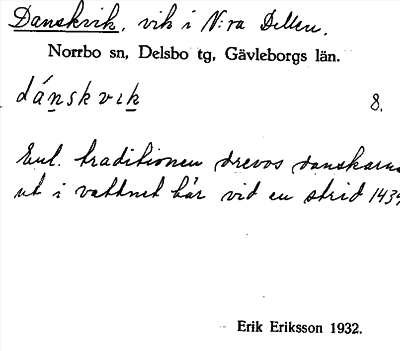 Danskvik, vik i N:ra Dellen.
Norrbo sn, Delsbo tg, Gävleborgs län.
dánskvik 8.
Enl. traditionen drevos danskarna
ut i vattnet här vid en strid 1434
Erik Eriksson 1932.